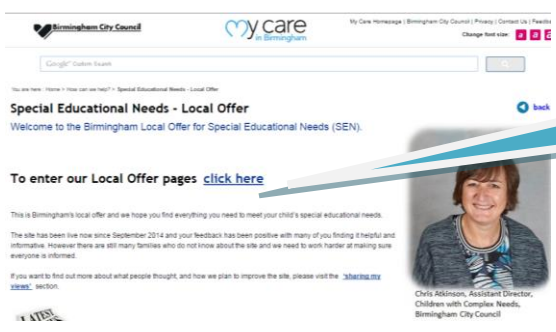 Birmingham City Council
my care
in Birmingham
My Care Homepage | Birmingham City Council | Privacy | Contact Us | Feedba
Change font size: a a a
Google Custom Search
You are here : Home > How can we help? > Special Educational Needs - Local Offer
Special Educational Needs - Local Offer
back
Welcome to the Birmingham Local Offer for Special Educational Needs (SEN).
To enter our Local Offer pages click here
This is Birmingham's local offer and we hope you find everything you need to meet your child's special educational needs.
The site has been live now since September 2014 and your feedback has been positive with many of you finding it helpful and
informative. However there are still many families who do not know about the site and we need to work harder at making sure
everyone is informed.
If you want to find out more about what people thought, and how we plan to improve the site, please visit the 'sharing my
views' section.
Chris Atkinson, Assistant Director,
Children with Complex Needs,
Birmingham City Council
LATEST